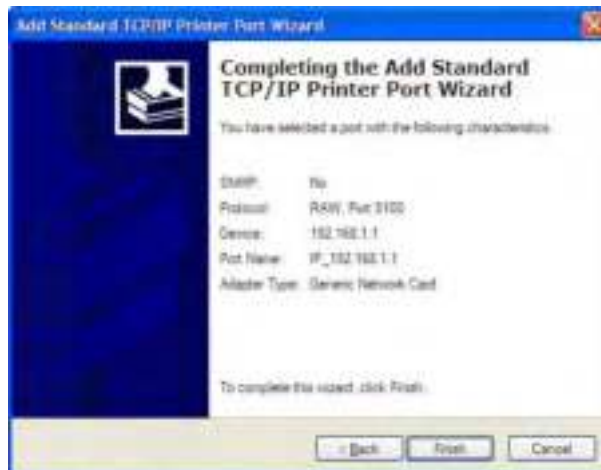 Add Standard TCP/IP Printer Port Wizard
Completing the Add Standard
TCP/IP Printer Port Wizard
You have selected a port with the following characteristics.
SNMP: No
Protocol: RAW, Port
Device: 192.168.1.1
Port Name: IP_192.168.1.1
Adapter Type: Generic Network Card
To complete this wizard, click Finish.
< Back
Finish
Cancel